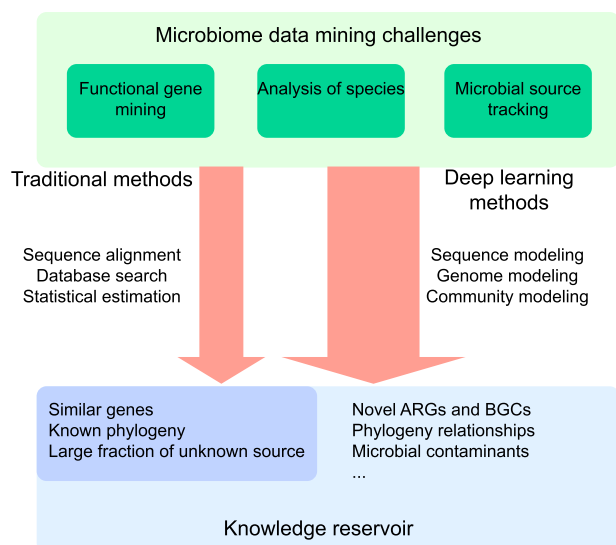 Microbiome data mining challenges
Functional gene
mining
Analysis of species
Microbial source
tracking
Traditional methods
Deep learning
methods
Sequence alignment
Database search
Statistical estimation
Sequence modeling
Genome modeling
Community modeling
Similar genes
Known phylogeny
Large fraction of unknown source
Novel ARGs and BGCs
Phylogeny relationships
Microbial contaminants
...
Knowledge reservoir